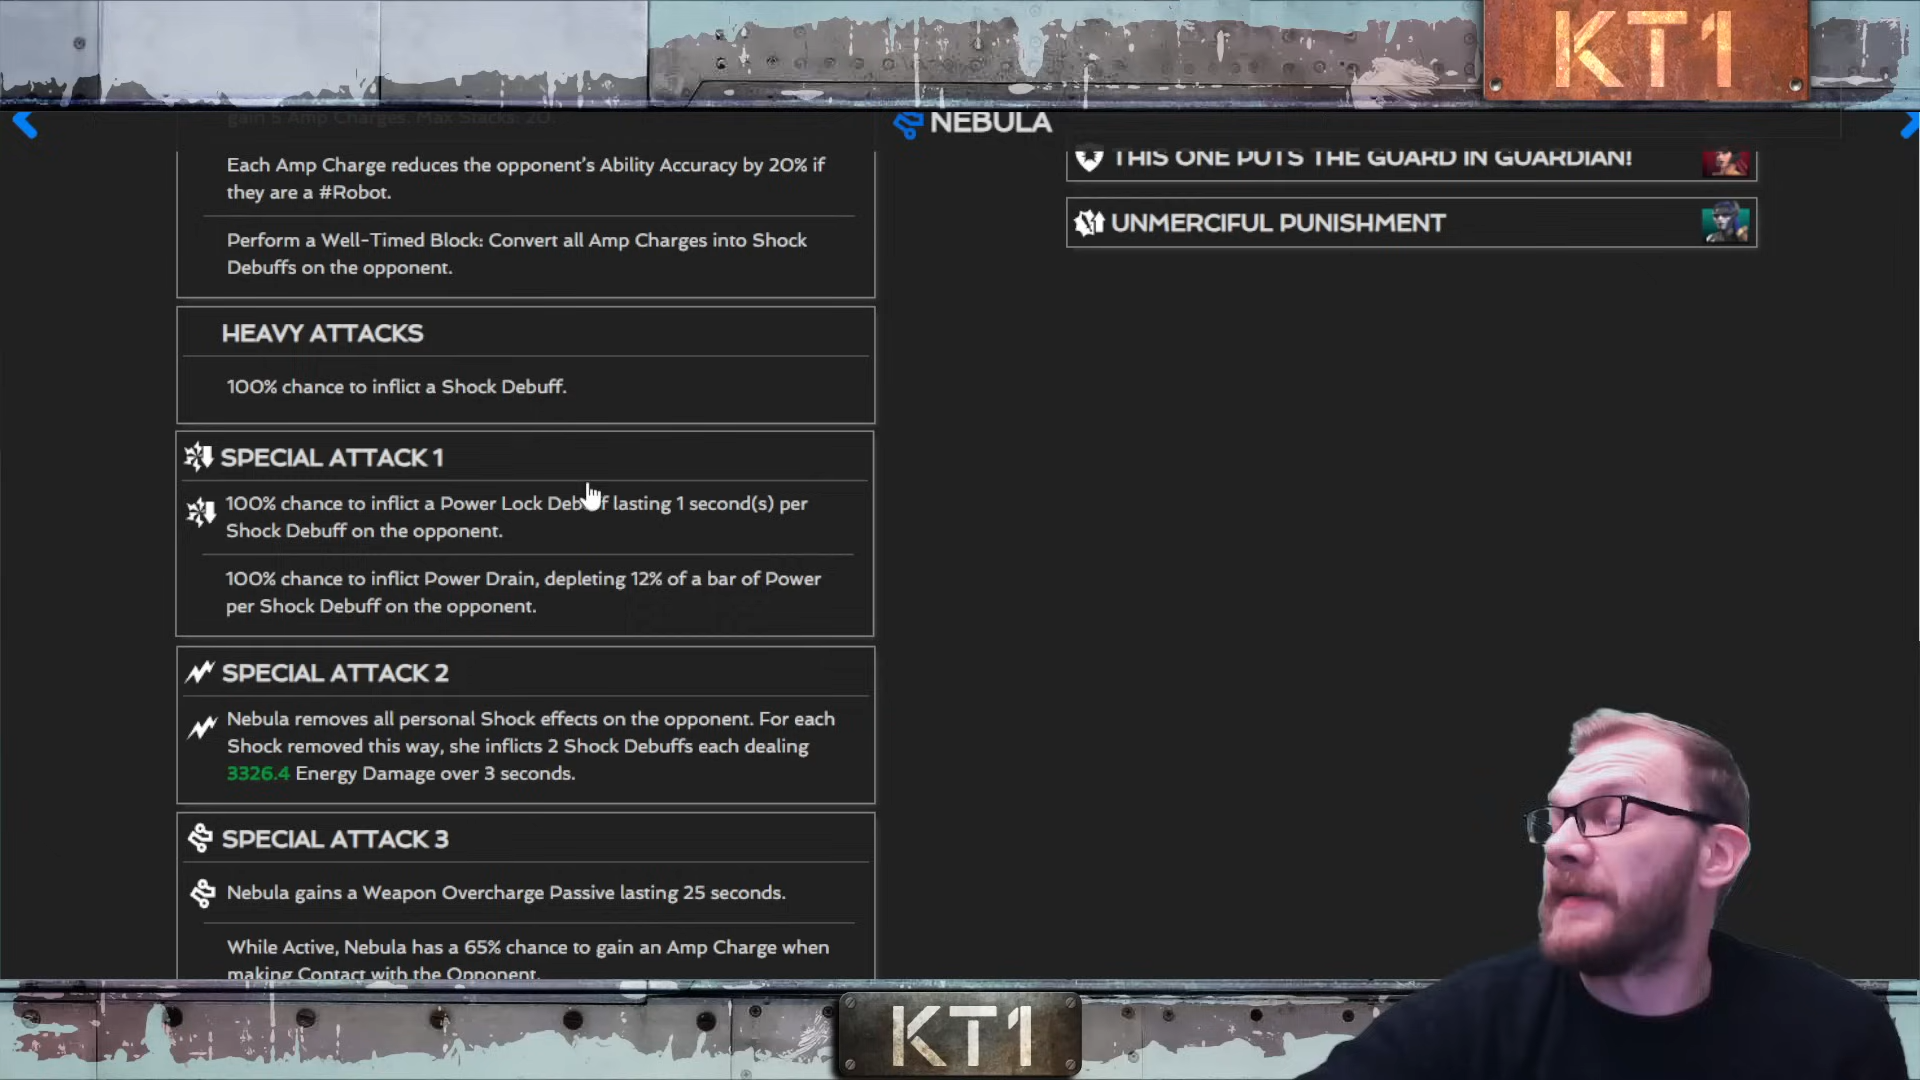 KT1
gain 5 Amp Charges. Max Stacks: 20.
NEBULA
Each Amp Charge reduces the opponent's Ability Accuracy by 20% if
they are a #Robot.
Perform a Well-Timed Block: Convert all Amp Charges into Shock
Debuffs on the opponent.
HEAVY ATTACKS
100% chance to inflict a Shock Debuff.
SPECIAL ATTACK 1
100% chance to inflict a Power Lock Debuff lasting 1 second(s) per
Shock Debuff on the opponent.
100% chance to inflict Power Drain, depleting 12% of a bar of Power
per Shock Debuff on the opponent.
SPECIAL ATTACK 2
Nebula removes all personal Shock effects on the opponent. For each
Shock removed this way, she inflicts 2 Shock Debuffs each dealing
3326.4 Energy Damage over 3 seconds.
SPECIAL ATTACK 3
Nebula gains a Weapon Overcharge Passive lasting 25 seconds.
While Active, Nebula has a 65% chance to gain an Amp Charge when
making Contact with the Opponent.
THIS ONE PUTS THE GUARD IN GUARDIAN!
UNMERCIFUL PUNISHMENT
KT1